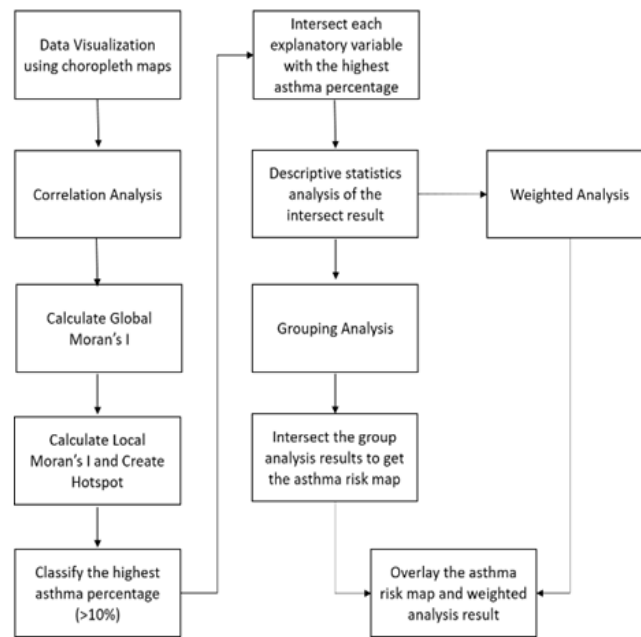 Data Visualization
using choropleth maps
Correlation Analysis
Calculate Global
Moran's I
Calculate Local
Moran's I and Create
Hotspot
Classify the highest
asthma percentage
(>10%)
Intersect each
explanatory variable
with the highest
asthma percentage
Descriptive statistics
analysis of the
intersect result
Grouping Analysis
Intersect the group
analysis results to get
the asthma risk map
Weighted Analysis
Overlay the asthma
risk map and weighted
analysis result